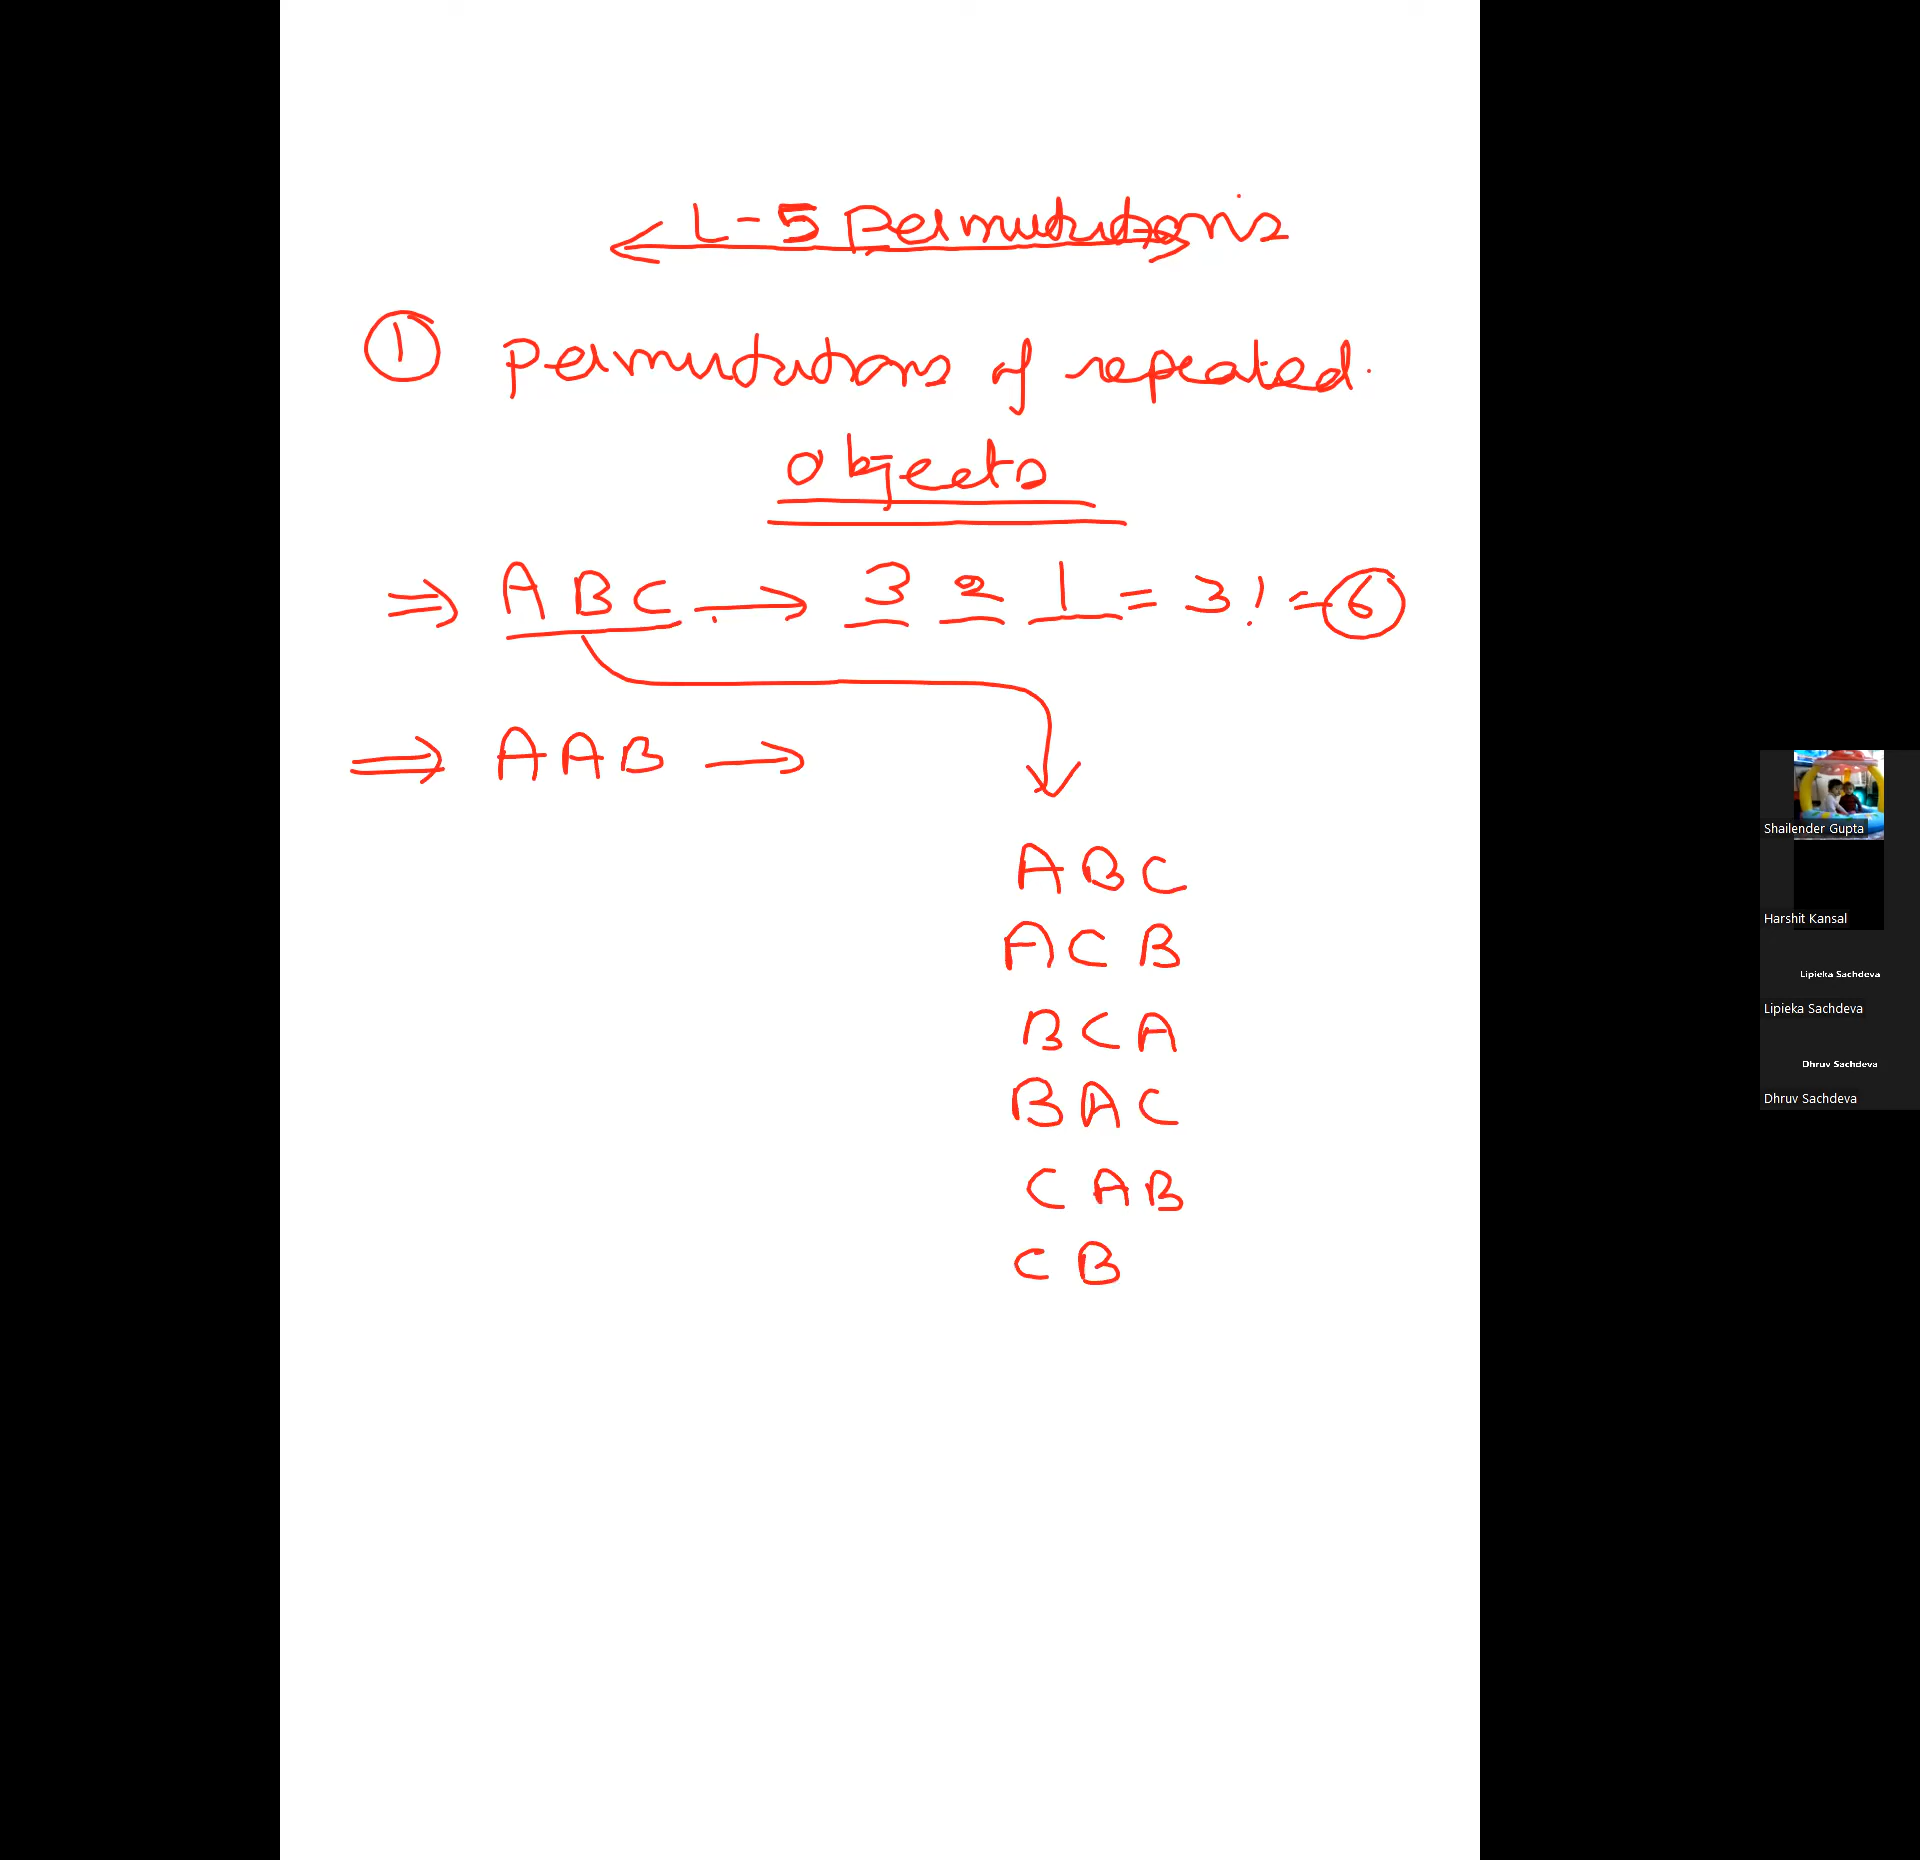 L-5 Permutations
① Permutations of repeated.
objects
⇒ ABC → 3 2 1 = 3! = 6
⇒ AAB →
ABC
ACB
BCA
BAC
CAB
CB
Shailender Gupta
Harshit Kansal
Lipieka Sachdeva
Lipieka Sachdeva
Dhruv Sachdeva
Dhruv Sachdeva